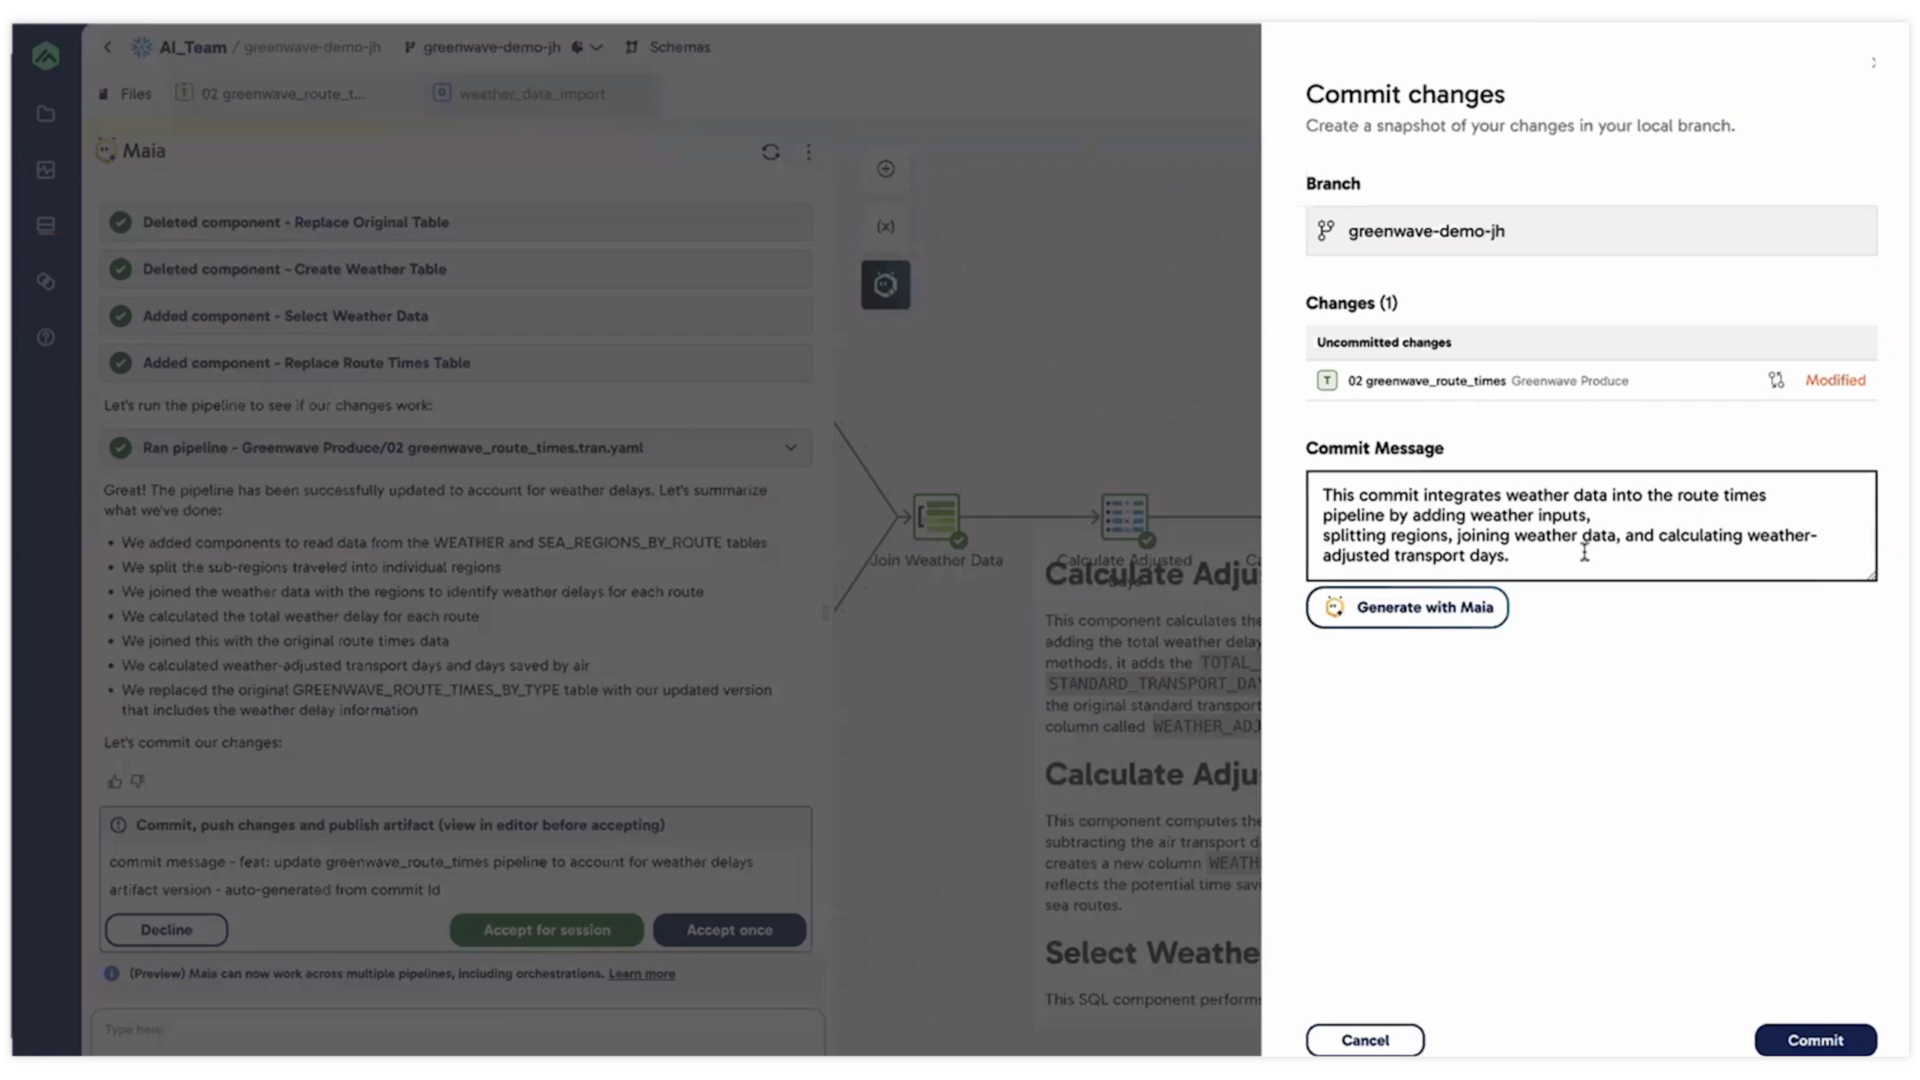 AI_Team / greenwave-demo-jh greenwave-demo-jh Schemas
Files 02 greenwave_route_t... weather_data_import
Maia
Deleted component - Replace Original Table
Deleted component - Create Weather Table
Added component - Select Weather Data
Added component - Replace Route Times Table
Let's run the pipeline to see if our changes work:
Ran pipeline - Greenwave Produce/02 greenwave_route_times.tran.yaml
Great! The pipeline has been successfully updated to account for weather delays. Let's summarize
what we've done:
• We added components to read data from the WEATHER and SEA_REGIONS_BY_ROUTE tables
• We split the sub-regions traveled into individual regions
• We joined the weather data with the regions to identify weather delays for each route
• We calculated the total weather delay for each route
• We joined this with the original route times data
• We calculated weather-adjusted transport days and days saved by air
• We replaced the original GREENWAVE_ROUTE_TIMES_BY_TYPE table with our updated version
that includes the weather delay information
Let's commit our changes:
Commit, push changes and publish artifact (view in editor before accepting)
commit message - feat: update greenwave_route_times pipeline to account for weather delays
artifact version - auto-generated from commit Id
Decline Accept for session Accept once
(Preview) Maia can now work across multiple pipelines, including orchestrations. Learn more
Type here
(x)
Join Weather Data
Calculate Adjusted
Ca
Calculate Adju
This component calculates the
adding the total weather delay
methods, it adds the TOTAL_
STANDARD_TRANSPORT_DAY
the original standard transport
column called WEATHER_ADJ
Calculate Adju
This component computes the
subtracting the air transport d
creates a new column WEATH
reflects the potential time savi
sea routes.
Select Weathe
This SQL component performs
Commit changes
Create a snapshot of your changes in your local branch.
Branch
greenwave-demo-jh
Changes (1)
Uncommitted changes
T 02 greenwave_route_times Greenwave Produce Modified
Commit Message
This commit integrates weather data into the route times
pipeline by adding weather inputs,
splitting regions, joining weather data, and calculating weather-
adjusted transport days.
Generate with Maia
Cancel Commit